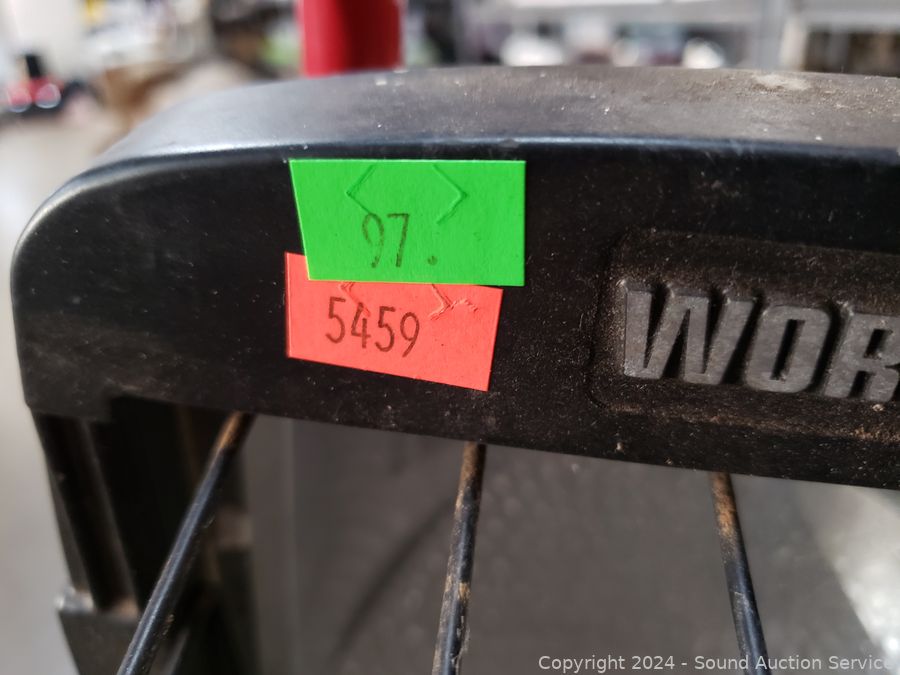 97.
5459
WOR
Copyright 2024 - Sound Auction Service